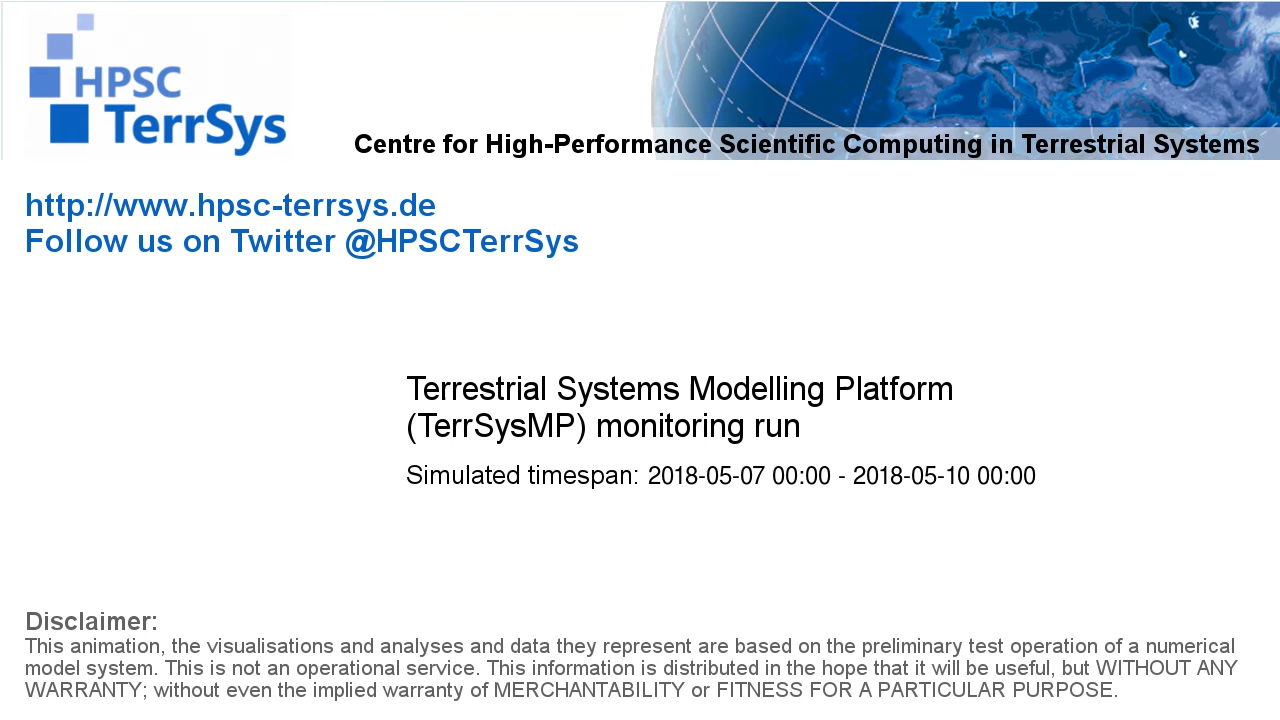 HPSC
TerrSys
Centre for High-Performance Scientific Computing in Terrestrial Systems
http://www.hpsc-terrsys.de
Follow us on Twitter @HPSCTerrSys
Terrestrial Systems Modelling Platform
(TerrSysMP) monitoring run
Simulated timespan: 2018-05-07 00:00 - 2018-05-10 00:00
Disclaimer:
This animation, the visualisations and analyses and data they represent are based on the preliminary test operation of a numerical
model system. This is not an operational service. This information is distributed in the hope that it will be useful, but WITHOUT ANY
WARRANTY; without even the implied warranty of MERCHANTABILITY or FITNESS FOR A PARTICULAR PURPOSE.